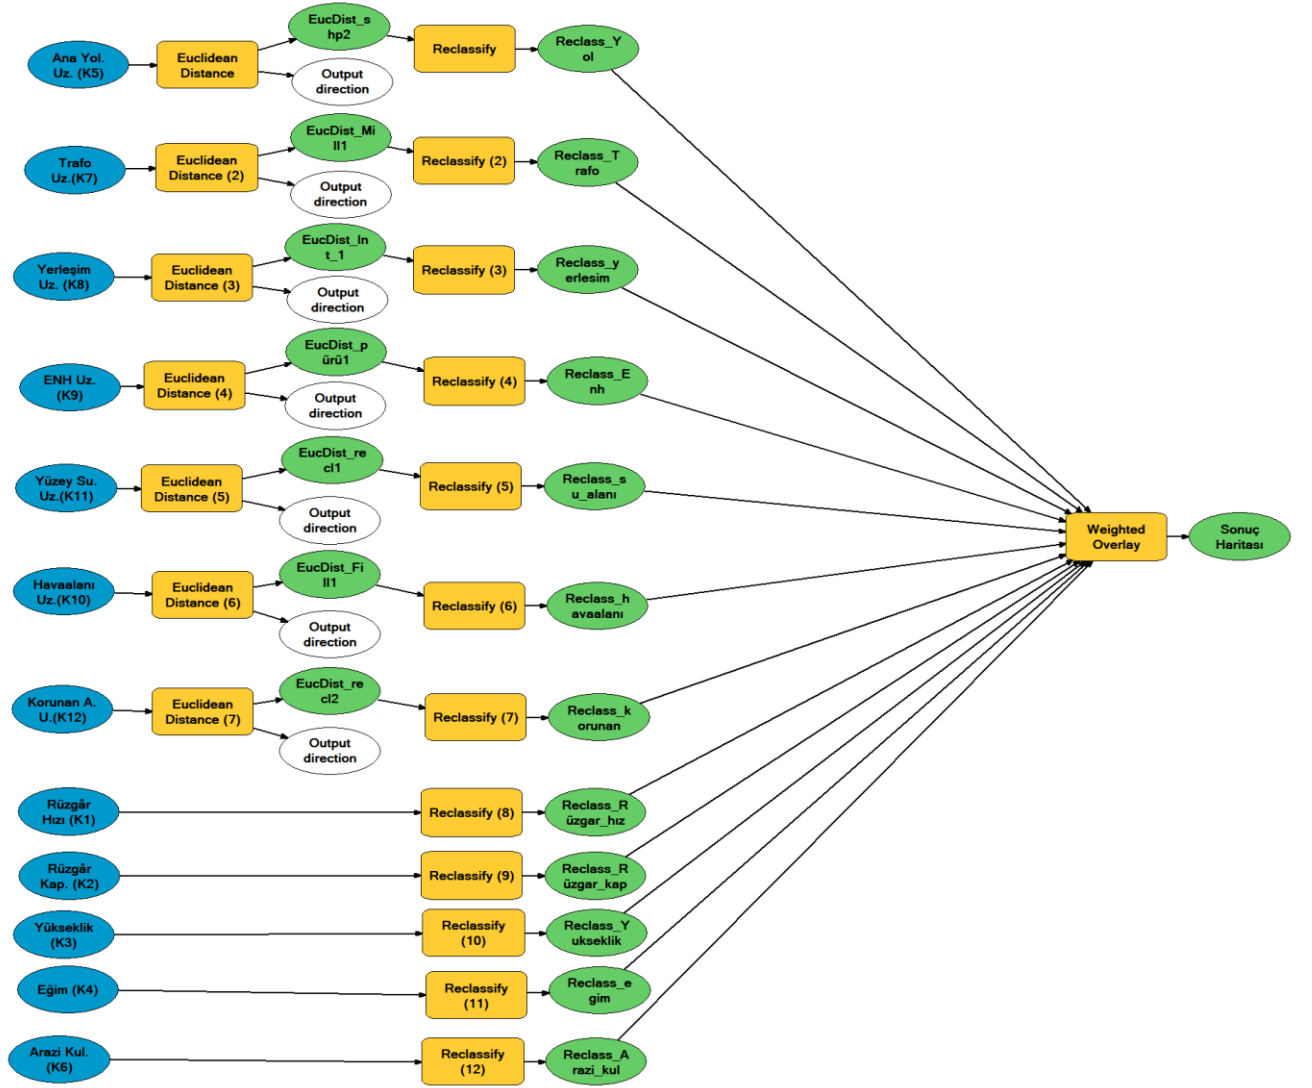 Ana Yol.
Uz. (K5)
Euclidean
Distance
EucDist_s
hp2
Output
direction
Reclassify
Reclass_Y
ol
Trafo
Uz.(K7)
Euclidean
Distance (2)
EucDist_Mi
ll1
Output
direction
Reclassify (2)
Reclass_T
rafo
Yerleşim
Uz. (K8)
Euclidean
Distance (3)
EucDist_In
t_1
Output
direction
Reclassify (3)
Reclass_y
erlesim
ENH Uz.
(K9)
Euclidean
Distance (4)
EucDist_p
ürü1
Output
direction
Reclassify (4)
Reclass_E
nh
Yüzey Su.
Uz.(K11)
Euclidean
Distance (5)
EucDist_re
cl1
Output
direction
Reclassify (5)
Reclass_s
u_alanı
Weighted
Overlay
Sonuç
Haritası
Havaalanı
Uz.(K10)
Euclidean
Distance (6)
EucDist_Fi
ll1
Output
direction
Reclassify (6)
Reclass_h
avaalanı
Korunan A.
U.(K12)
Euclidean
Distance (7)
EucDist_re
cl2
Output
direction
Reclassify (7)
Reclass_k
orunan
Rüzgâr
Hızı (K1)
Reclassify (8)
Reclass_R
üzgar_hız
Rüzgâr
Kap. (K2)
Reclassify (9)
Reclass_R
üzgar_kap
Yükseklik
(K3)
Reclassify
(10)
Reclass_Y
ukseklik
Eğim (K4)
Reclassify
(11)
Reclass_e
gim
Arazi Kul.
(K6)
Reclassify
(12)
Reclass_A
razi_kul